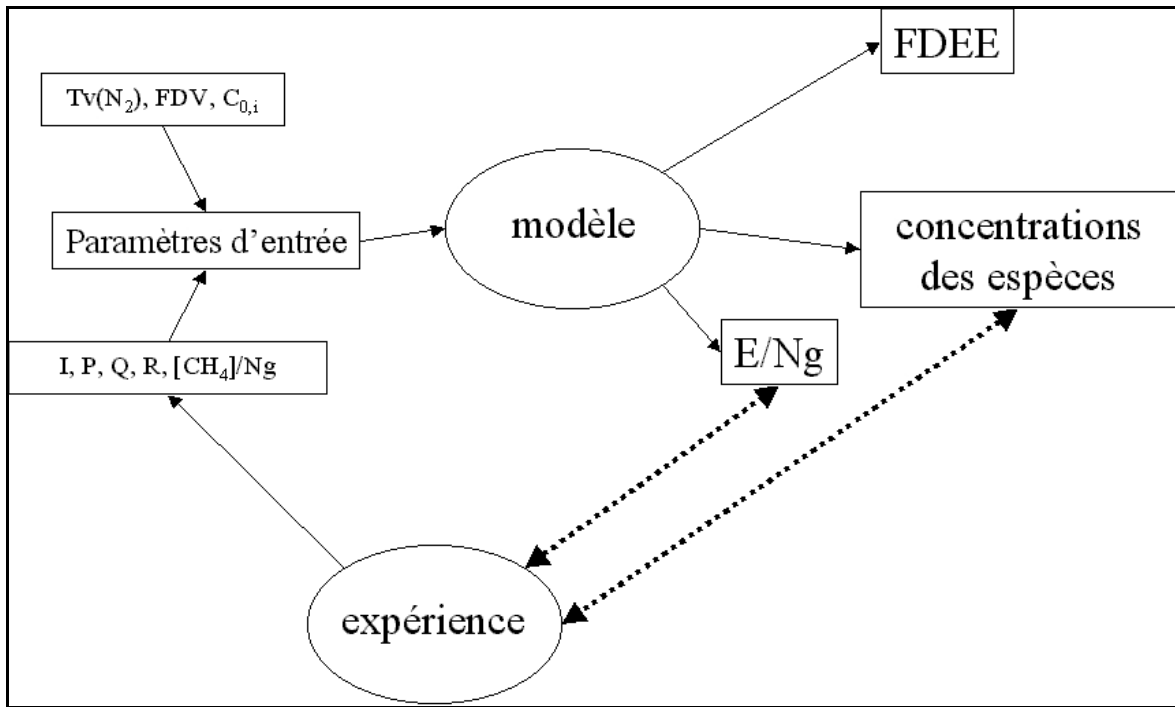 FDEE
Tv(N₂), FDV, C₀,ᵢ
Paramètres d'entrée
modèle
concentrations
des espèces
I, P, Q, R, [CH₄]/Ng
E/Ng
expérience